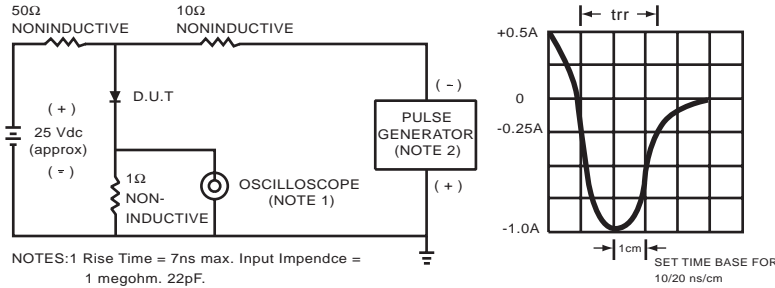 50Ω
NONINDUCTIVE
10Ω
NONINDUCTIVE
D.U.T
( + )
25 Vdc
(approx)
( - )
1Ω
NON-
INDUCTIVE
OSCILLOSCOPE
(NOTE 1)
( − )
PULSE
GENERATOR
(NOTE 2)
( + )
NOTES:1 Rise Time = 7ns max. Input Impendce =
1 megohm. 22pF.
trr
+0.5A
0
-0.25A
-1.0A
1cm
SET TIME BASE FOR
10/20 ns/cm